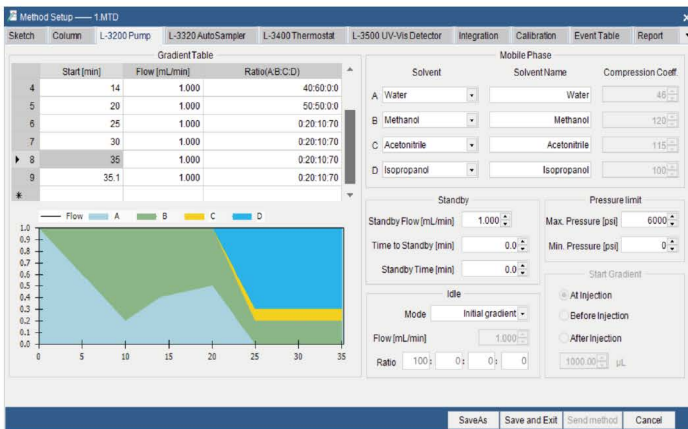 Method Setup —— 1.MTD
Sketch Column L-3200 Pump L-3320 AutoSampler L-3400 Thermostat L-3500 UV-Vis Detector Integration Calibration Event Table Report
Gradient Table
Start [min] Flow [mL/min] Ratio(A:B:C:D)
4 14 1.000 40:60:0:0
5 20 1.000 50:50:0:0
6 25 1.000 0:20:10:70
7 30 1.000 0:20:10:70
8 35 1.000 0:20:10:70
9 35.1 1.000 0:20:10:70
Flow A B C D
1.0
0.9
0.8
0.7
0.6
0.5
0.4
0.3
0.2
0.1
0.0
0 5 10 15 20 25 30 35
Mobile Phase
Solvent Solvent Name Compression Coeff.
A Water Water 46
B Methanol Methanol 120
C Acetonitrile Acetonitrile 115
D Isopropanol Isopropanol 100
Standby
Standby Flow [mL/min] 1.000
Time to Standby [min] 0.0
Standby Time [min] 0.0
Pressure limit
Max. Pressure [psi] 6000
Min. Pressure [psi] 0
Idle
Mode Initial gradient
Flow [mL/min] 1.000
Ratio 100: 0: 0: 0
Start Gradient
At Injection
Before Injection
After Injection
1000.00 µL
SaveAs Save and Exit Send method Cancel